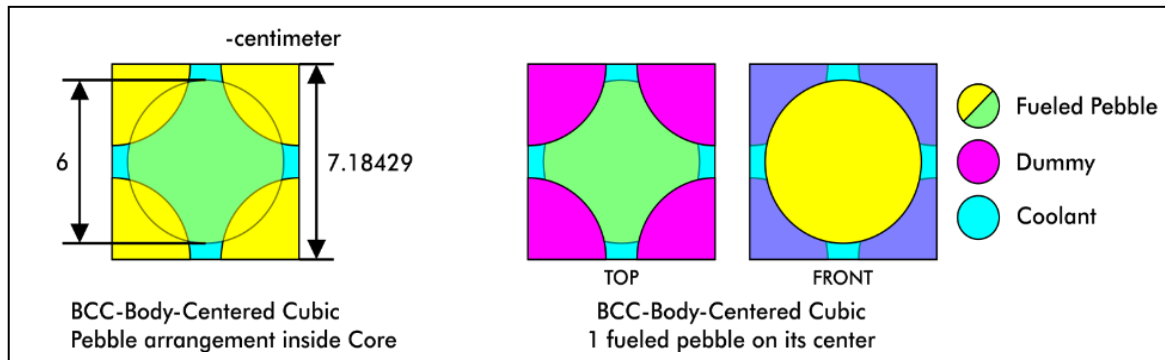 -centimeter
6
7.18429
BCC-Body-Centered Cubic
Pebble arrangement inside Core
TOP
FRONT
BCC-Body-Centered Cubic
1 fueled pebble on its center
Fueled Pebble
Dummy
Coolant